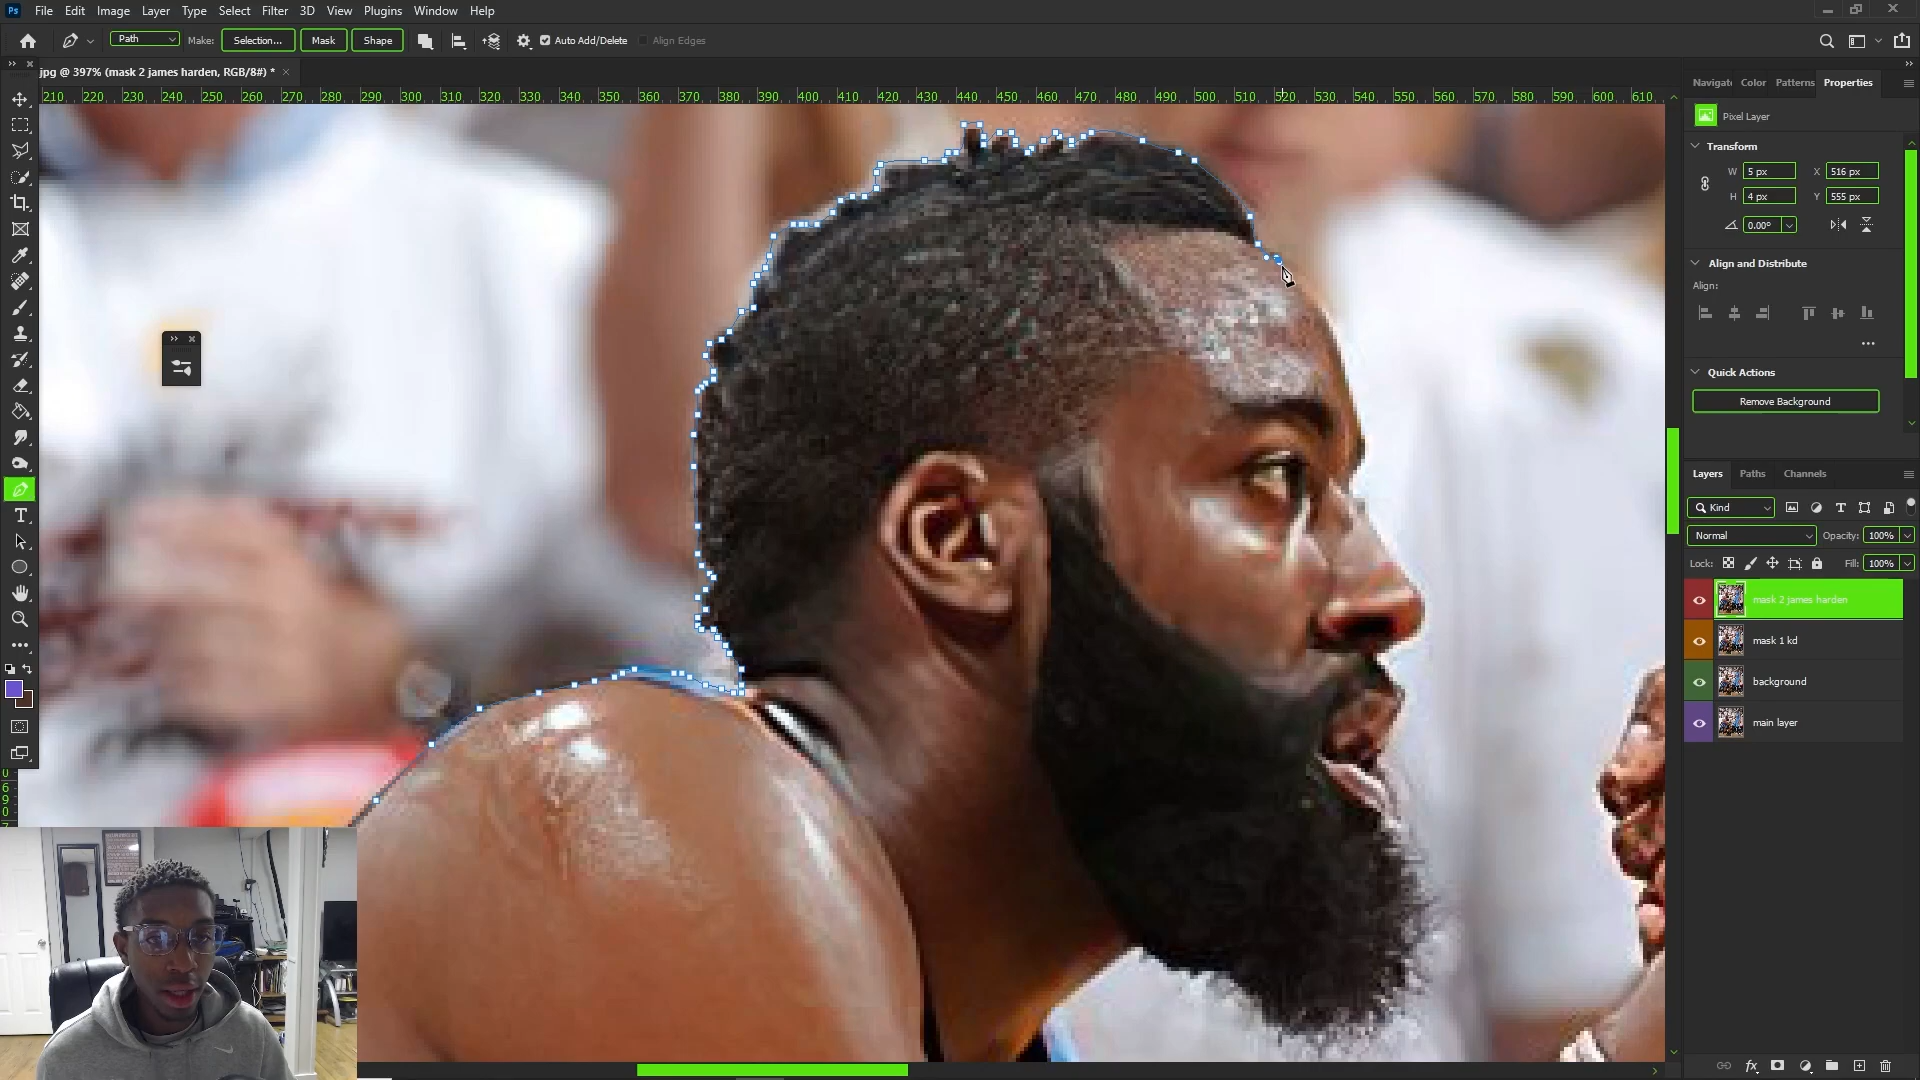 Ps File Edit Image Layer Type Select Filter 3D View Plugins Window Help
Path Make: Selection... Mask Shape Auto Add/Delete Align Edges
jpg @ 397% (mask 2 james harden, RGB/8#) *
210 220 230 240 250 260 270 280 290 300 310 320 330 340 350 360 370 380 390 400 410 420 430 440 450 460 470 480 490 500 510 520 530 540 550 560 570 580 590 600 610
Navigate Color Patterns Properties
Pixel Layer
Transform
W 5 px X 516 px
H 4 px Y 555 px
0.00°
Align and Distribute
Align:
Quick Actions
Remove Background
Layers Paths Channels
Kind
Normal Opacity: 100%
Lock: Fill: 100%
mask 2 james harden
mask 1 kd
background
main layer